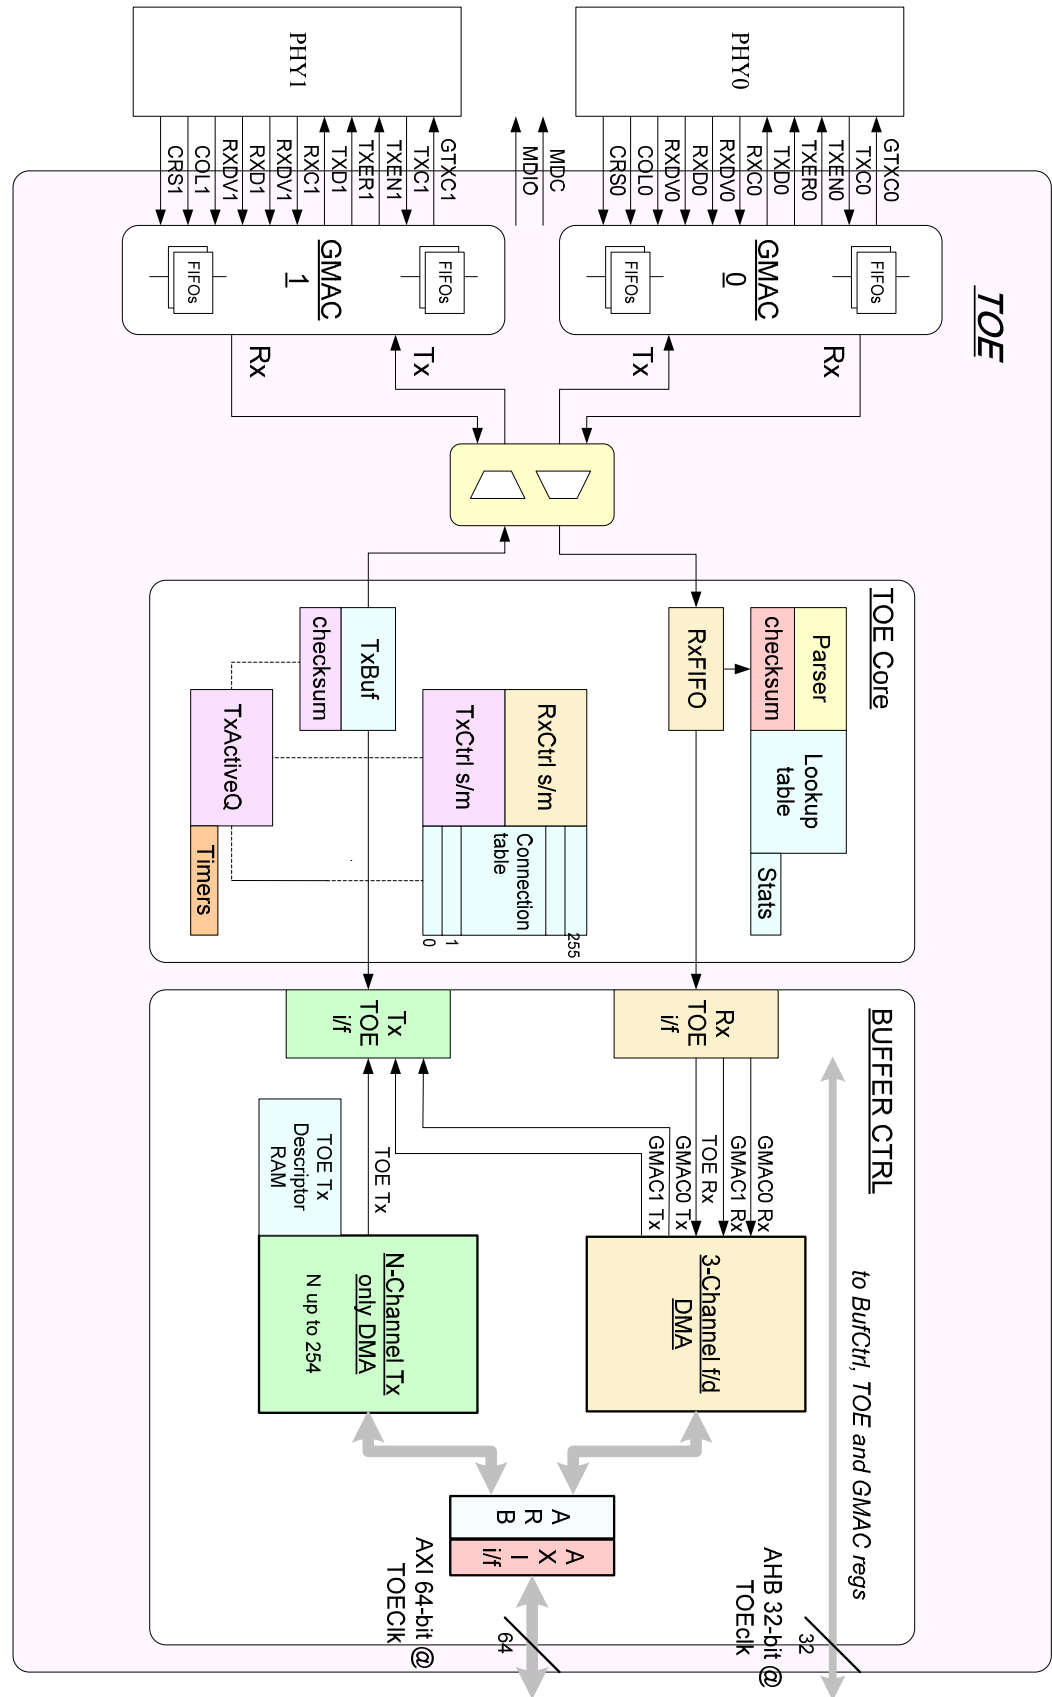 TOE
PHY0
GTXC0
TXC0
TXEN0
TXER0
TXD0
RXC0
RXDV0
RXD0
RXDV0
COL0
CRS0
MDC
MDIO
PHY1
GTXC1
TXC1
TXEN1
TXER1
TXD1
RXC1
RXDV1
RXD1
RXDV1
COL1
CRS1
GMAC
0
FIFOs
FIFOs
Rx
Tx
GMAC
1
FIFOs
FIFOs
Tx
Rx
TOE Core
Parser
checksum
Lookup
table
Stats
RxFIFO
RxCtrl s/m
TxCtrl s/m
Connection
table
255
1
0
TxBuf
checksum
TxActiveQ
Timers
BUFFER CTRL
to BufCtrl, TOE and GMAC regs
Rx
TOE
i/f
GMAC0 Rx
GMAC1 Rx
TOE Rx
GMAC0 Tx
GMAC1 Tx
3-Channel f/d
DMA
Tx
TOE
i/f
TOE Tx
TOE Tx
Descriptor
RAM
N-Channel Tx
only DMA
N up to 254
A
R
B
A
X
I
i/f
AHB 32-bit @
TOEclk
32
AXI 64-bit @
TOEClk
64